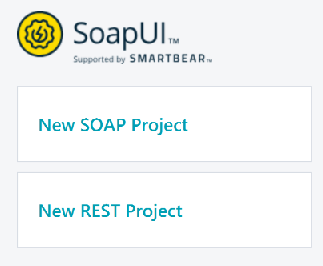 SoapUI™
Supported by SMARTBEAR™
New SOAP Project
New REST Project